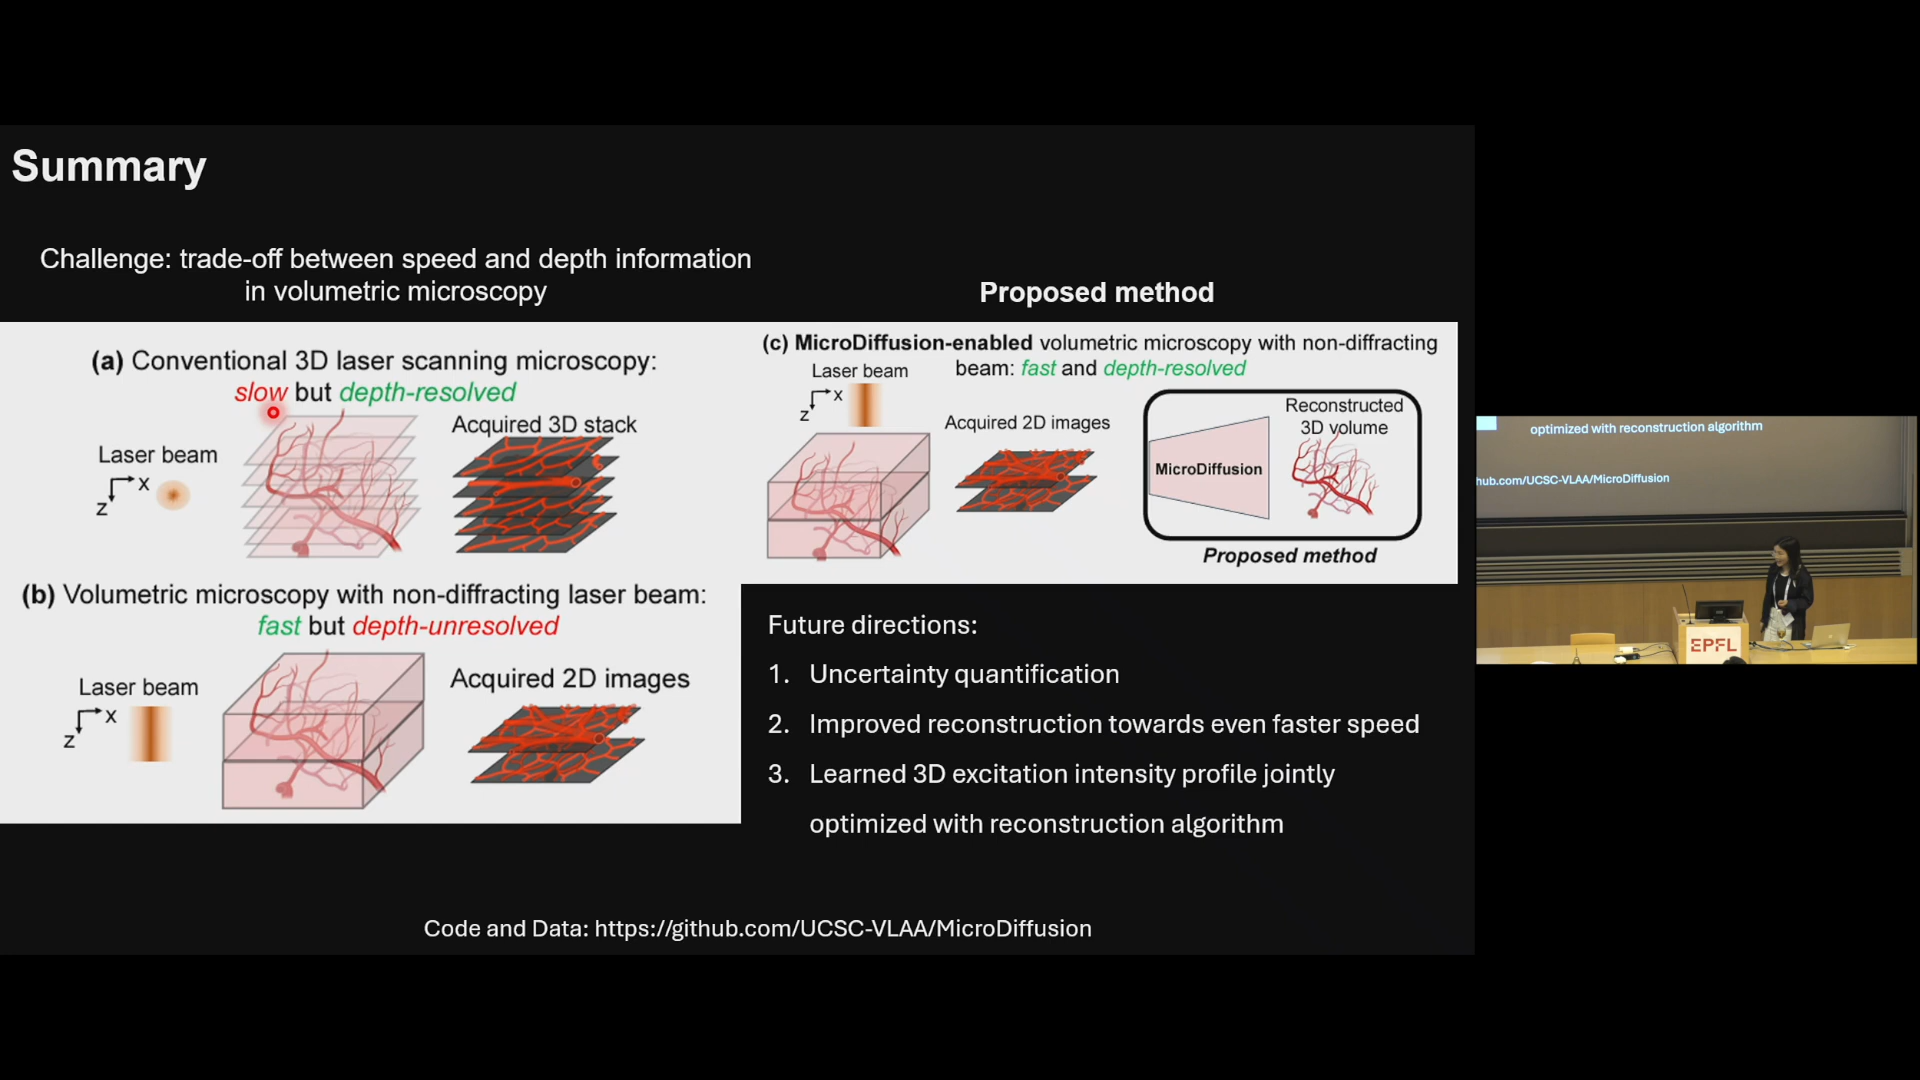 Summary
Challenge: trade-off between speed and depth information
in volumetric microscopy
(a) Conventional 3D laser scanning microscopy:
slow but depth-resolved
Laser beam
x
z
Acquired 3D stack
(b) Volumetric microscopy with non-diffracting laser beam:
fast but depth-unresolved
Laser beam
x
z
Acquired 2D images
Proposed method
(c) MicroDiffusion-enabled volumetric microscopy with non-diffracting
beam: fast and depth-resolved
Laser beam
x
z
Acquired 2D images
MicroDiffusion
Reconstructed
3D volume
Proposed method
Future directions:
1. Uncertainty quantification
2. Improved reconstruction towards even faster speed
3. Learned 3D excitation intensity profile jointly
optimized with reconstruction algorithm
Code and Data: https://github.com/UCSC-VLAA/MicroDiffusion
optimized with reconstruction algorithm
hub.com/UCSC-VLAA/MicroDiffusion
EPFL